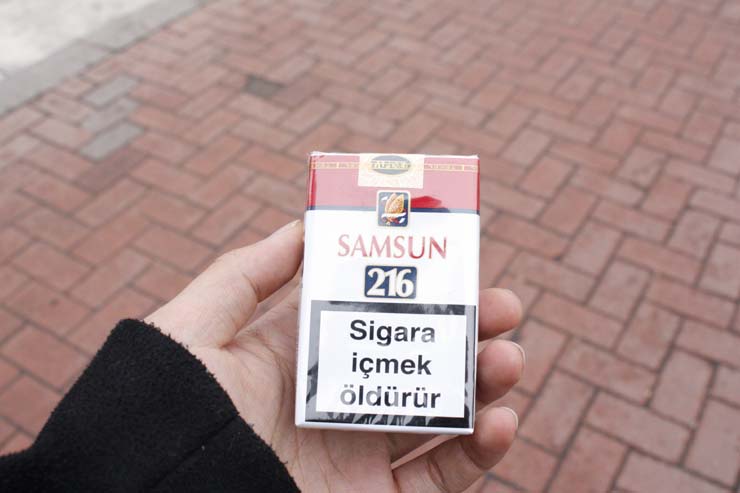 SAMSUN
216
Sigara
içmek
öldürür